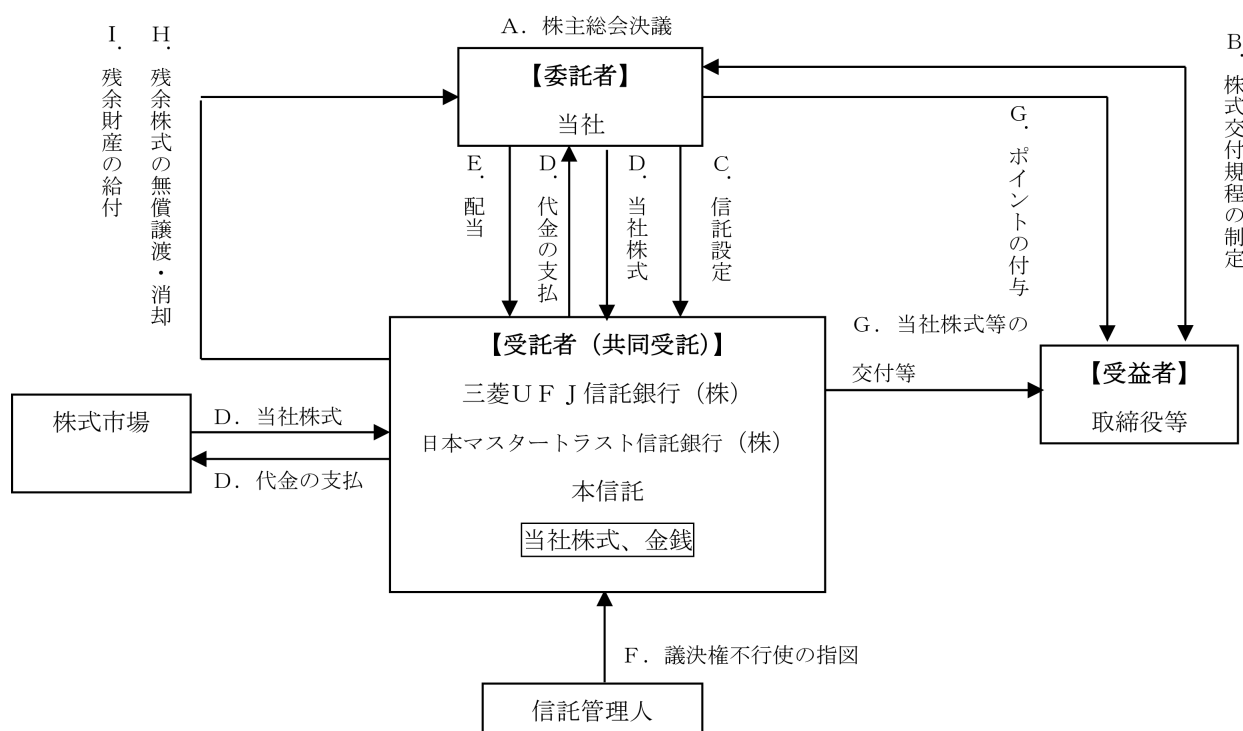 A．株主総会決議
【委託者】
当社
I．残余財産の給付
H．残余株式の無償譲渡・消却
E．配当
D．代金の支払
D．当社株式
C．信託設定
G．ポイントの付与
B．株式交付規程の制定
【受託者（共同受託）】
三菱ＵＦＪ信託銀行（株）
日本マスタートラスト信託銀行（株）
本信託
当社株式、金銭
G．当社株式等の
交付等
【受益者】
取締役等
株式市場
D．当社株式
D．代金の支払
F．議決権不行使の指図
信託管理人